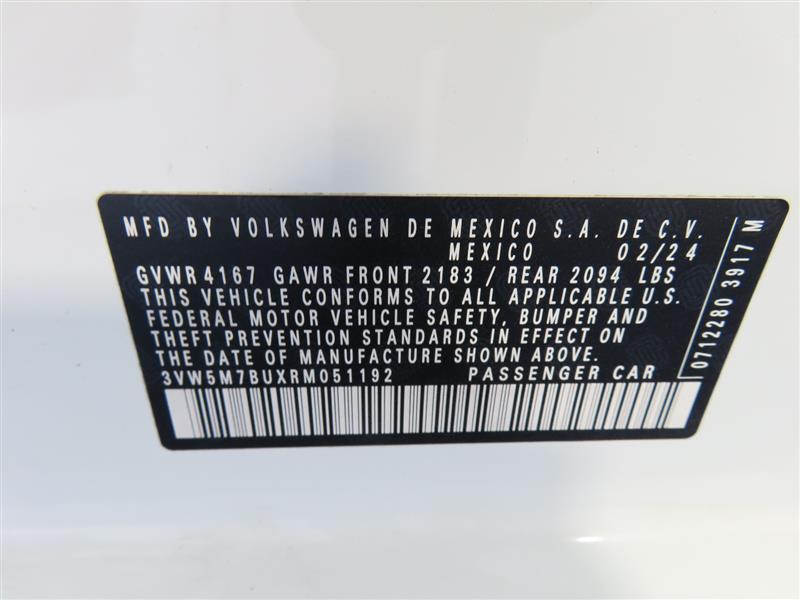 MFD BY VOLKSWAGEN DE MEXICO S.A. DE C.V.
MEXICO 02/24
GVWR 4167 GAWR FRONT 2183 / REAR 2094 LBS
THIS VEHICLE CONFORMS TO ALL APPLICABLE U.S.
FEDERAL MOTOR VEHICLE SAFETY, BUMPER AND
THEFT PREVENTION STANDARDS IN EFFECT ON
THE DATE OF MANUFACTURE SHOWN ABOVE.
3VW5M7BUXRM051192 PASSENGER CAR
0712280 3917 M